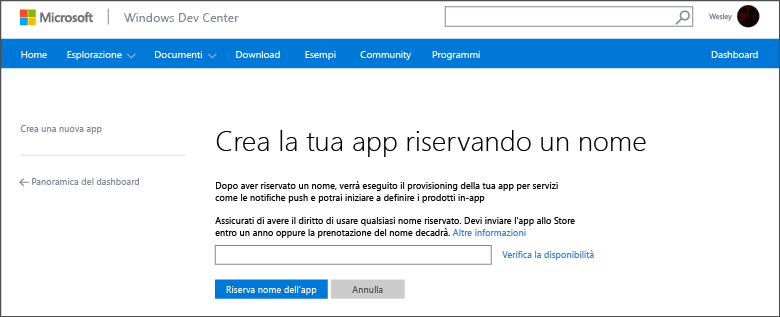 Microsoft Windows Dev Center Wesley
Home Esplorazione Documenti Download Esempi Community Programmi Dashboard
Crea una nuova app
Panoramica del dashboard
Crea la tua app riservando un nome
Dopo aver riservato un nome, verrà eseguito il provisioning della tua app per servizi
come le notifiche push e potrai iniziare a definire i prodotti in-app
Assicurati di avere il diritto di usare qualsiasi nome riservato. Devi inviare l'app allo Store
entro un anno oppure la prenotazione del nome decadrà. Altre informazioni
Verifica la disponibilità
Riserva nome dell'app Annulla